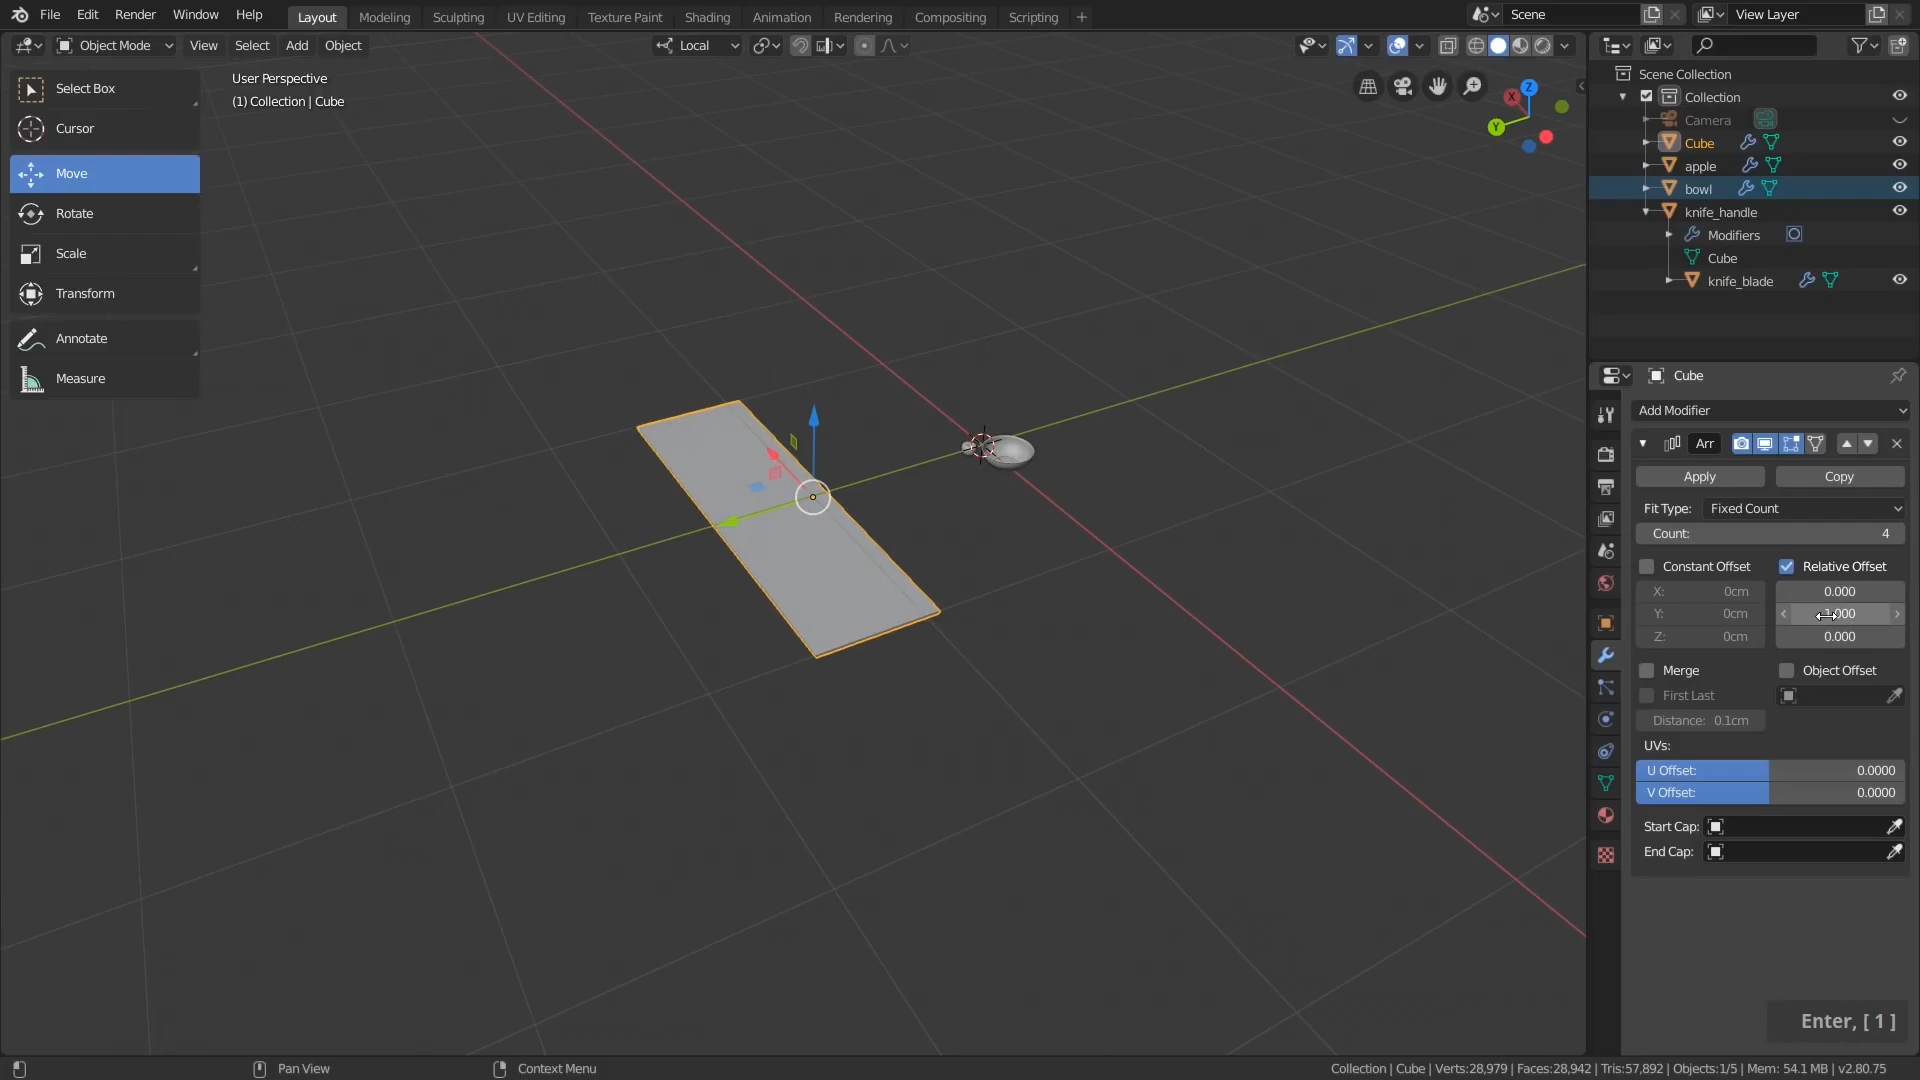 File Edit Render Window Help Layout Modeling Sculpting UV Editing Texture Paint Shading Animation Rendering Compositing Scripting + Scene View Layer
Object Mode View Select Add Object Local
User Perspective
(1) Collection | Cube
Select Box
Cursor
Move
Rotate
Scale
Transform
Annotate
Measure
X
Y
Z
Scene Collection
Collection
Camera
Cube
apple
bowl
knife_handle
Modifiers
Cube
knife_blade
Cube
Add Modifier
Arr
Apply Copy
Fit Type: Fixed Count
Count: 4
Constant Offset Relative Offset
X: 0cm 0.000
Y: 0cm
Z: 0cm 0.000
Merge Object Offset
First Last
Distance: 0.1cm
UVs:
U Offset: 0.0000
V Offset: 0.0000
Start Cap:
End Cap:
Enter, [ 1 ]
Pan View Context Menu Collection | Cube | Verts:28,979 | Faces:28,942 | Tris:57,892 | Objects:1/5 | Mem: 54.1 MB | v2.80.75